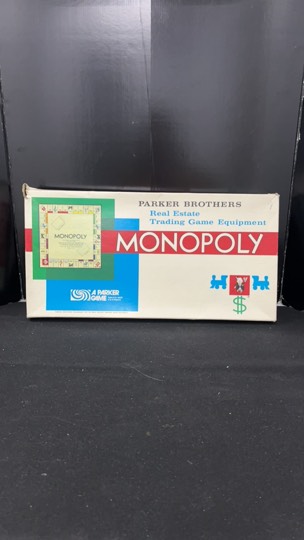 PARKER BROTHERS
Real Estate
Trading Game Equipment
MONOPOLY
MONOPOLY
A PARKER
GAME
$